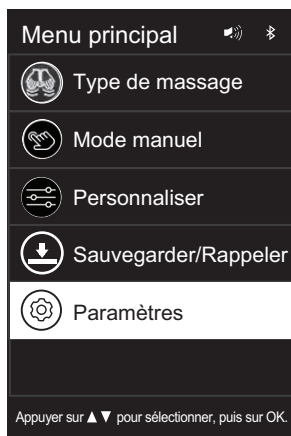 Menu principal
Type de massage
Mode manuel
Personnaliser
Sauvegarder/Rappeler
Paramètres
Appuyer sur ▲ ▼ pour sélectionner, puis sur OK.